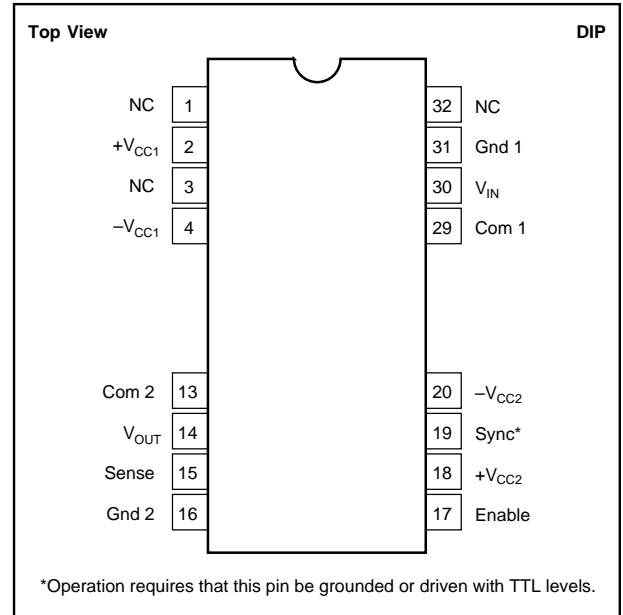 Top View DIP
NC 1 32 NC
+VCC1 2 31 Gnd 1
NC 3 30 VIN
–VCC1 4 29 Com 1
Com 2 13 20 –VCC2
VOUT 14 19 Sync*
Sense 15 18 +VCC2
Gnd 2 16 17 Enable
*Operation requires that this pin be grounded or driven with TTL levels.